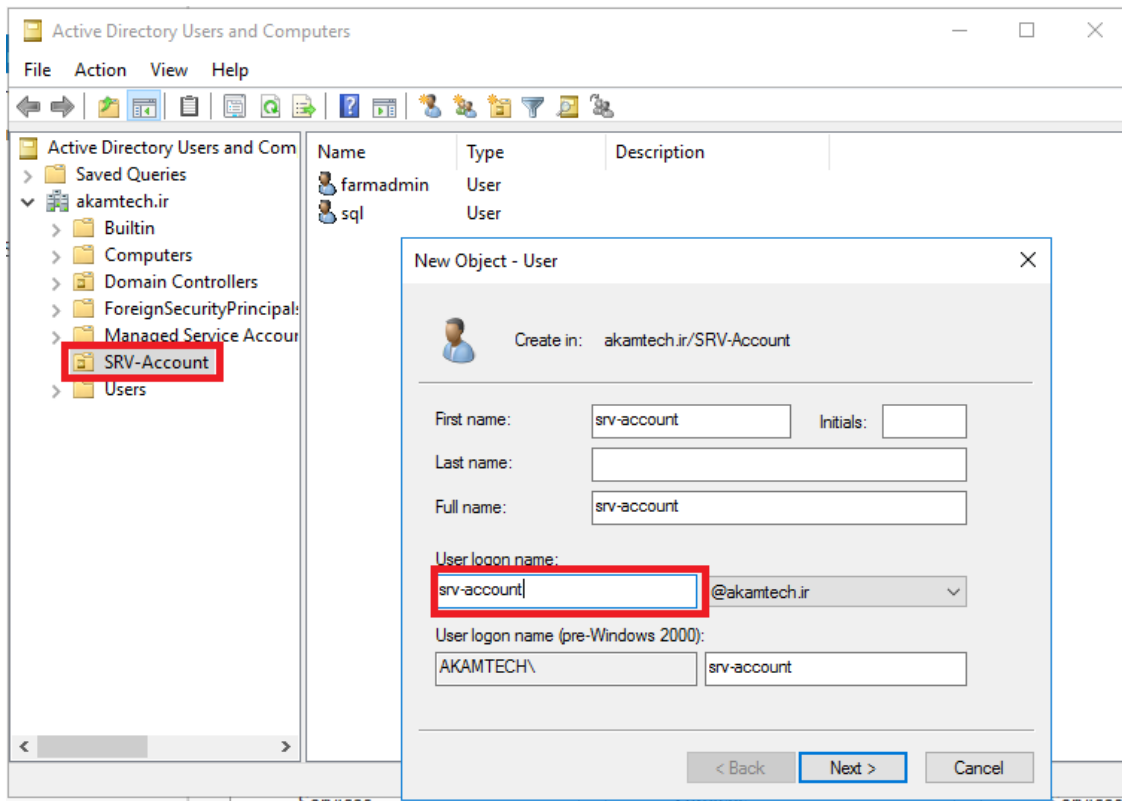 Active Directory Users and Computers
File Action View Help
Active Directory Users and Com
Saved Queries
akamtech.ir
Builtin
Computers
Domain Controllers
ForeignSecurityPrincipals
Managed Service Accoun
SRV-Account
Users
Name Type Description
farmadmin User
sql User
New Object - User
Create in: akamtech.ir/SRV-Account
First name: srv-account Initials:
Last name:
Full name: srv-account
User logon name:
srv-account @akamtech.ir
User logon name (pre-Windows 2000):
AKAMTECH\ srv-account
< Back Next > Cancel